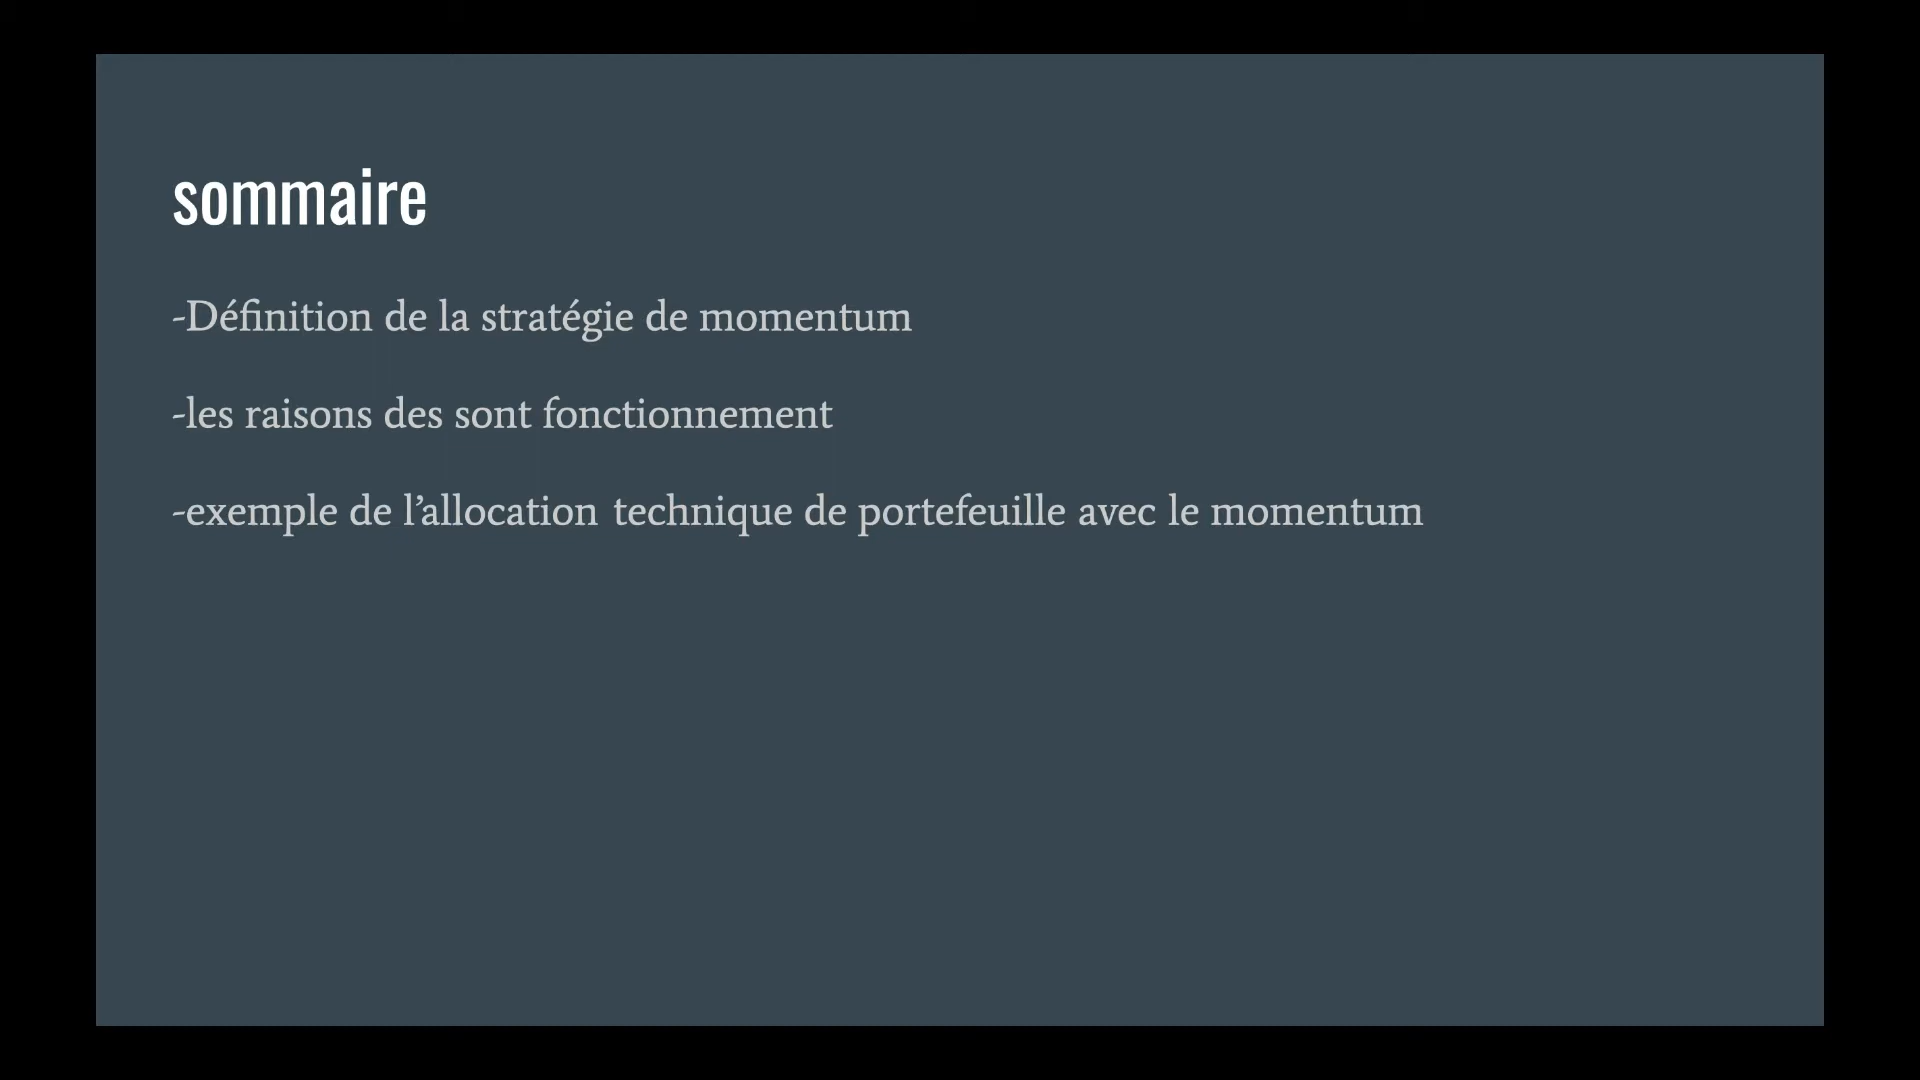 sommaire
-Définition de la stratégie de momentum
-les raisons des sont fonctionnement
-exemple de l’allocation technique de portefeuille avec le momentum